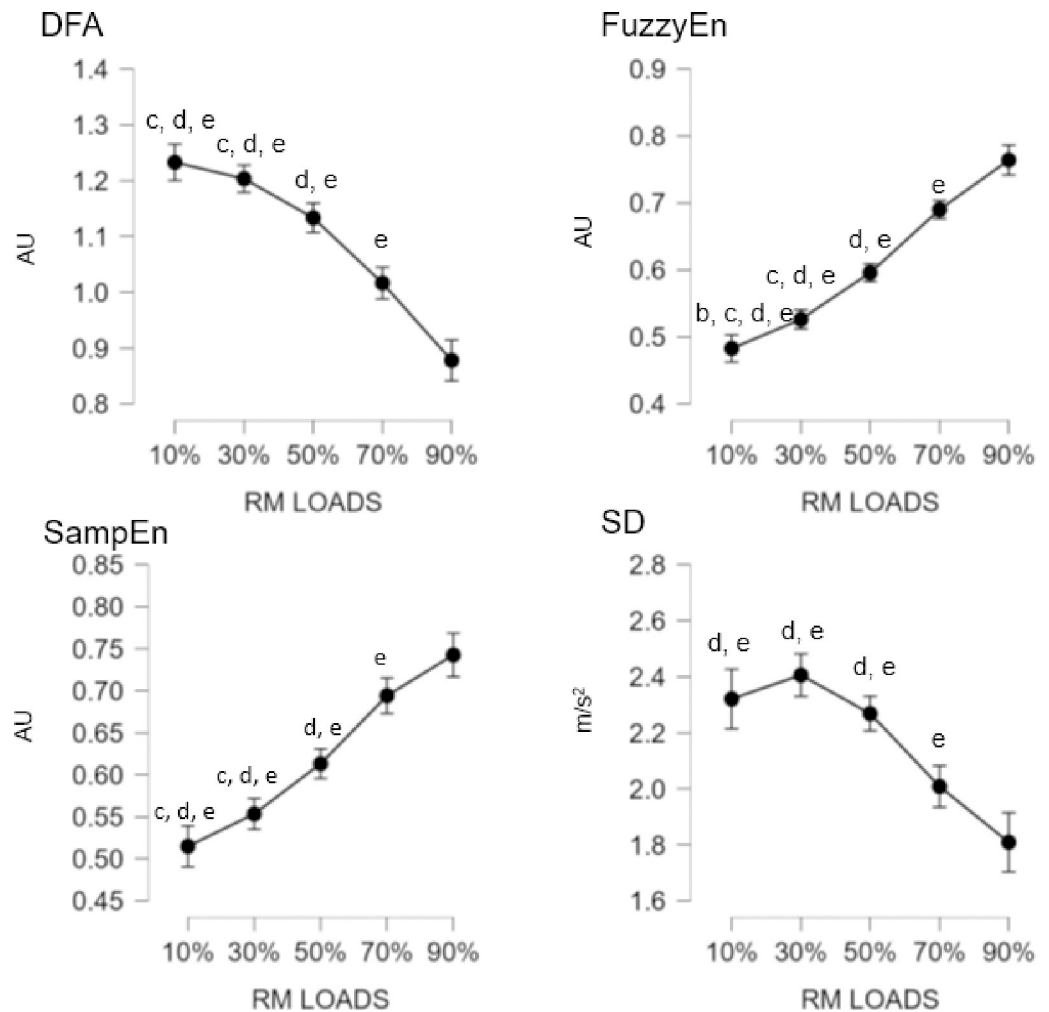 DFA
1.4
1.3
1.2
1.1
1.0
0.9
0.8
AU
c, d, e
c, d, e
d, e
e
10% 30% 50% 70% 90%
RM LOADS
FuzzyEn
0.9
0.8
0.7
0.6
0.5
0.4
AU
b, c, d, e
c, d, e
d, e
e
10% 30% 50% 70% 90%
RM LOADS
SampEn
0.85
0.80
0.75
0.70
0.65
0.60
0.55
0.50
0.45
AU
c, d, e
c, d, e
d, e
e
10% 30% 50% 70% 90%
RM LOADS
SD
2.8
2.6
2.4
2.2
2.0
1.8
1.6
m/s²
d, e
d, e
d, e
e
10% 30% 50% 70% 90%
RM LOADS